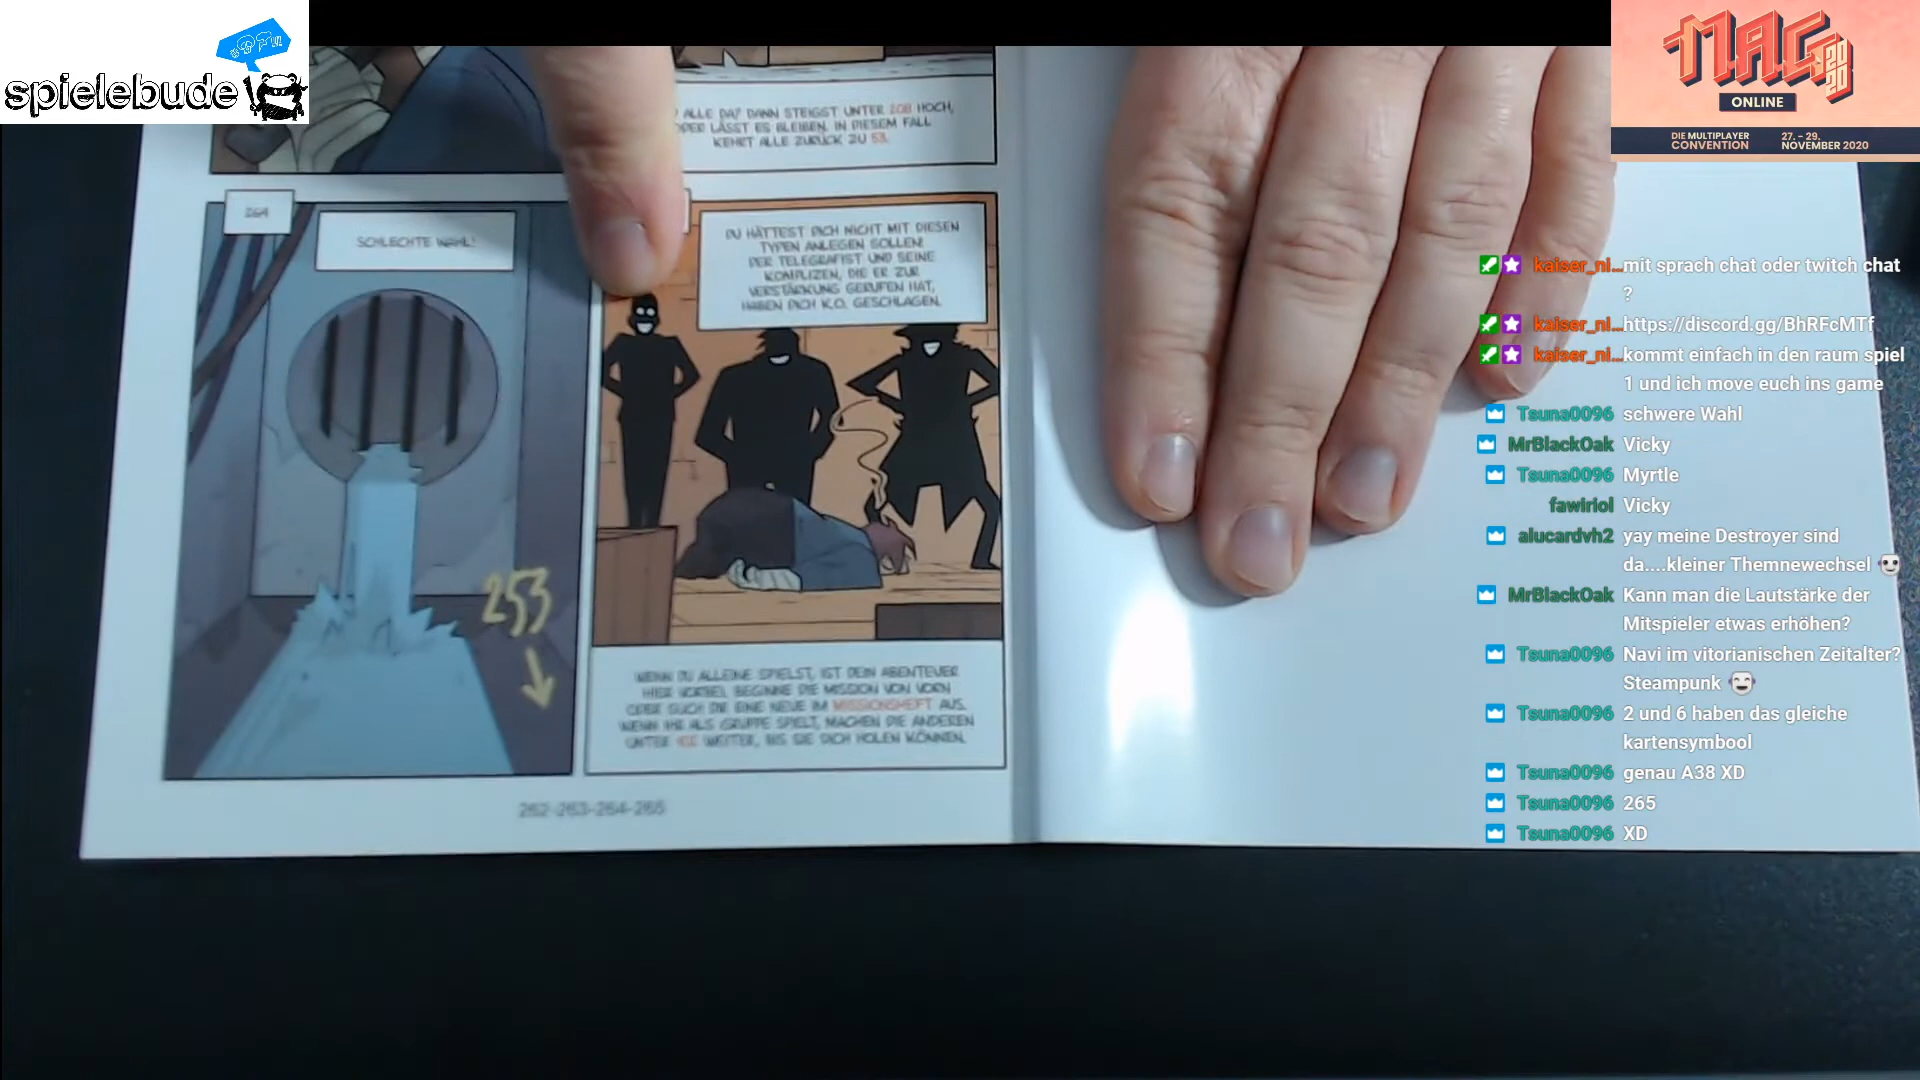 spielebude
MAG
2020
ONLINE
DIE MULTIPLAYER
CONVENTION
27. – 29.
NOVEMBER 2020
ALLE DA? DANN STEIGST UNTER 208 HOCH,
ODER LÄSST ES BLEIBEN. IN DIESEM FALL
KEHRT ALLE ZURÜCK ZU 53.
264
SCHLECHTE WAHL!
253
DU HÄTTEST DICH NICHT MIT DIESEN
TYPEN ANLEGEN SOLLEN!
DER TELEGRAFIST UND SEINE
KOMPLIZEN, DIE ER ZUR
VERSTÄRKUNG GERUFEN HAT,
HABEN DICH K.O. GESCHLAGEN.
WENN DU ALLEINE SPIELST, IST DEIN ABENTEUER
HIER VORBEI. BEGINNE DIE MISSION VON VORN
ODER SUCH DIR EINE NEUE IM MISSIONSHEFT AUS.
WENN IHR ALS GRUPPE SPIELT, MACHEN DIE ANDEREN
UNTER WEITER, BIS SIE DICH HOLEN KÖNNEN.
262-263-264-265
kaiser_ni...mit sprach chat oder twitch chat
?
kaiser_ni...https://discord.gg/BhRFcMTf
kaiser_ni...kommt einfach in den raum spiel
1 und ich move euch ins game
Tsuna0096 schwere Wahl
MrBlackOak Vicky
Tsuna0096 Myrtle
fawiriol Vicky
alucardvh2 yay meine Destroyer sind
da....kleiner Themnewechsel
MrBlackOak Kann man die Lautstärke der
Mitspieler etwas erhöhen?
Tsuna0096 Navi im vitorianischen Zeitalter?
Steampunk
Tsuna0096 2 und 6 haben das gleiche
kartensymbool
Tsuna0096 genau A38 XD
Tsuna0096 265
Tsuna0096 XD